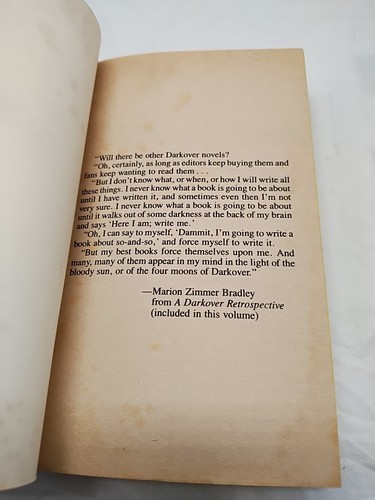 "Will there be other Darkover novels?
"Oh, certainly, as long as editors keep buying them and
fans keep wanting to read them . . .
"But I don't know what, or when, or how I will write all
these things. I never know what a book is going to be about
until I have written it, and sometimes even then I'm not
very sure. I never know what a book is going to be about
until it walks out of some darkness at the back of my brain
and says 'Here I am; write me.'
"Oh, I can say to myself, 'Dammit, I'm going to write a
book about so-and-so,' and force myself to write it.
"But my best books force themselves upon me. And
many, many of them appear in my mind in the light of the
bloody sun, or of the four moons of Darkover."
—Marion Zimmer Bradley
from A Darkover Retrospective
(included in this volume)